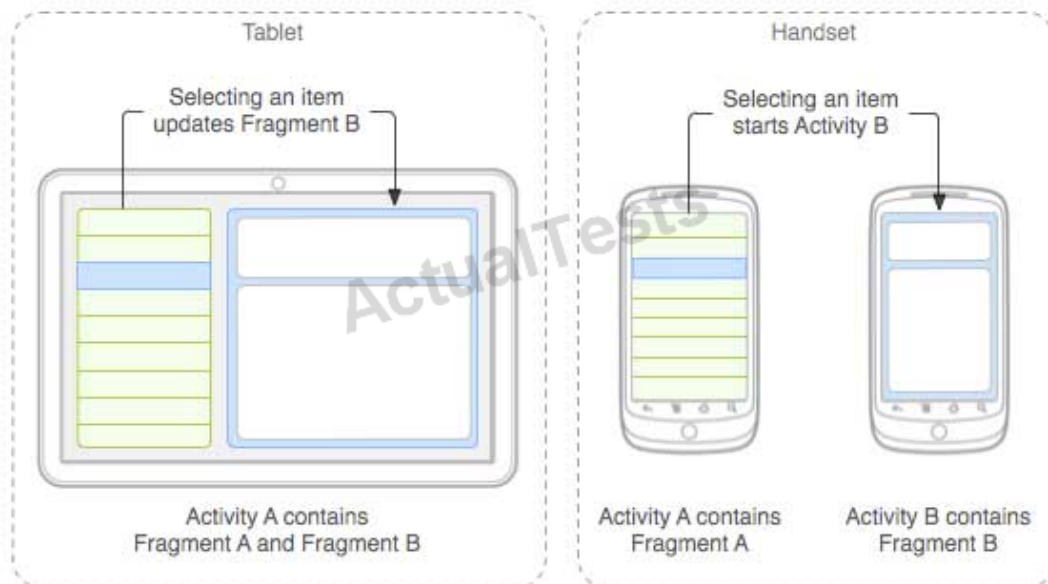 Tablet
Selecting an item
updates Fragment B
Activity A contains
Fragment A and Fragment B
Handset
Selecting an item
starts Activity B
Activity A contains
Fragment A
Activity B contains
Fragment B
ActualTests